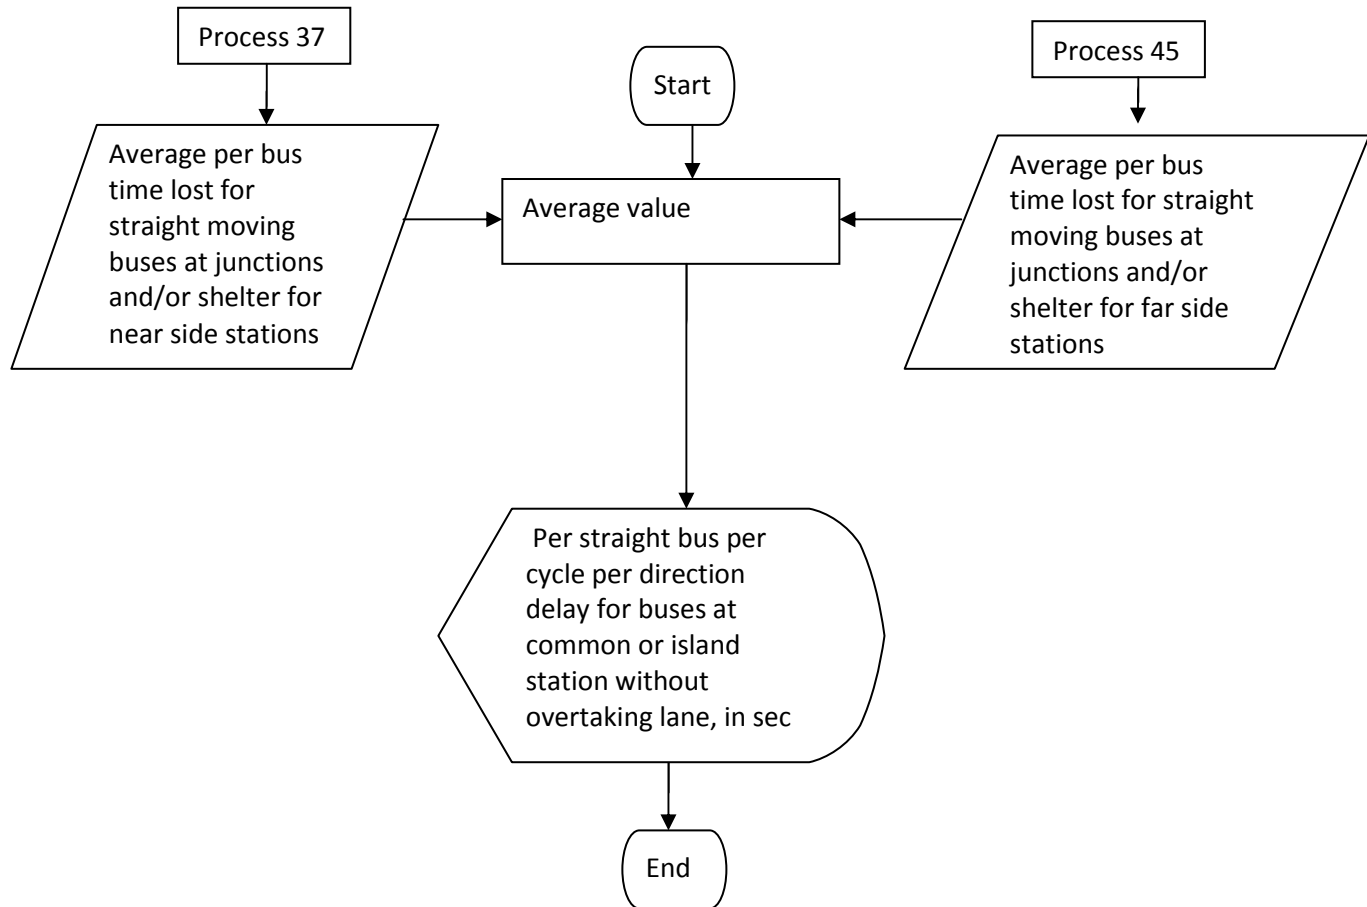 Process 37
Start
Process 45
Average per bus
time lost for
straight moving
buses at junctions
and/or shelter for
near side stations
Average value
Average per bus
time lost for straight
moving buses at
junctions and/or
shelter for far side
stations
Per straight bus per
cycle per direction
delay for buses at
common or island
station without
overtaking lane, in sec
End